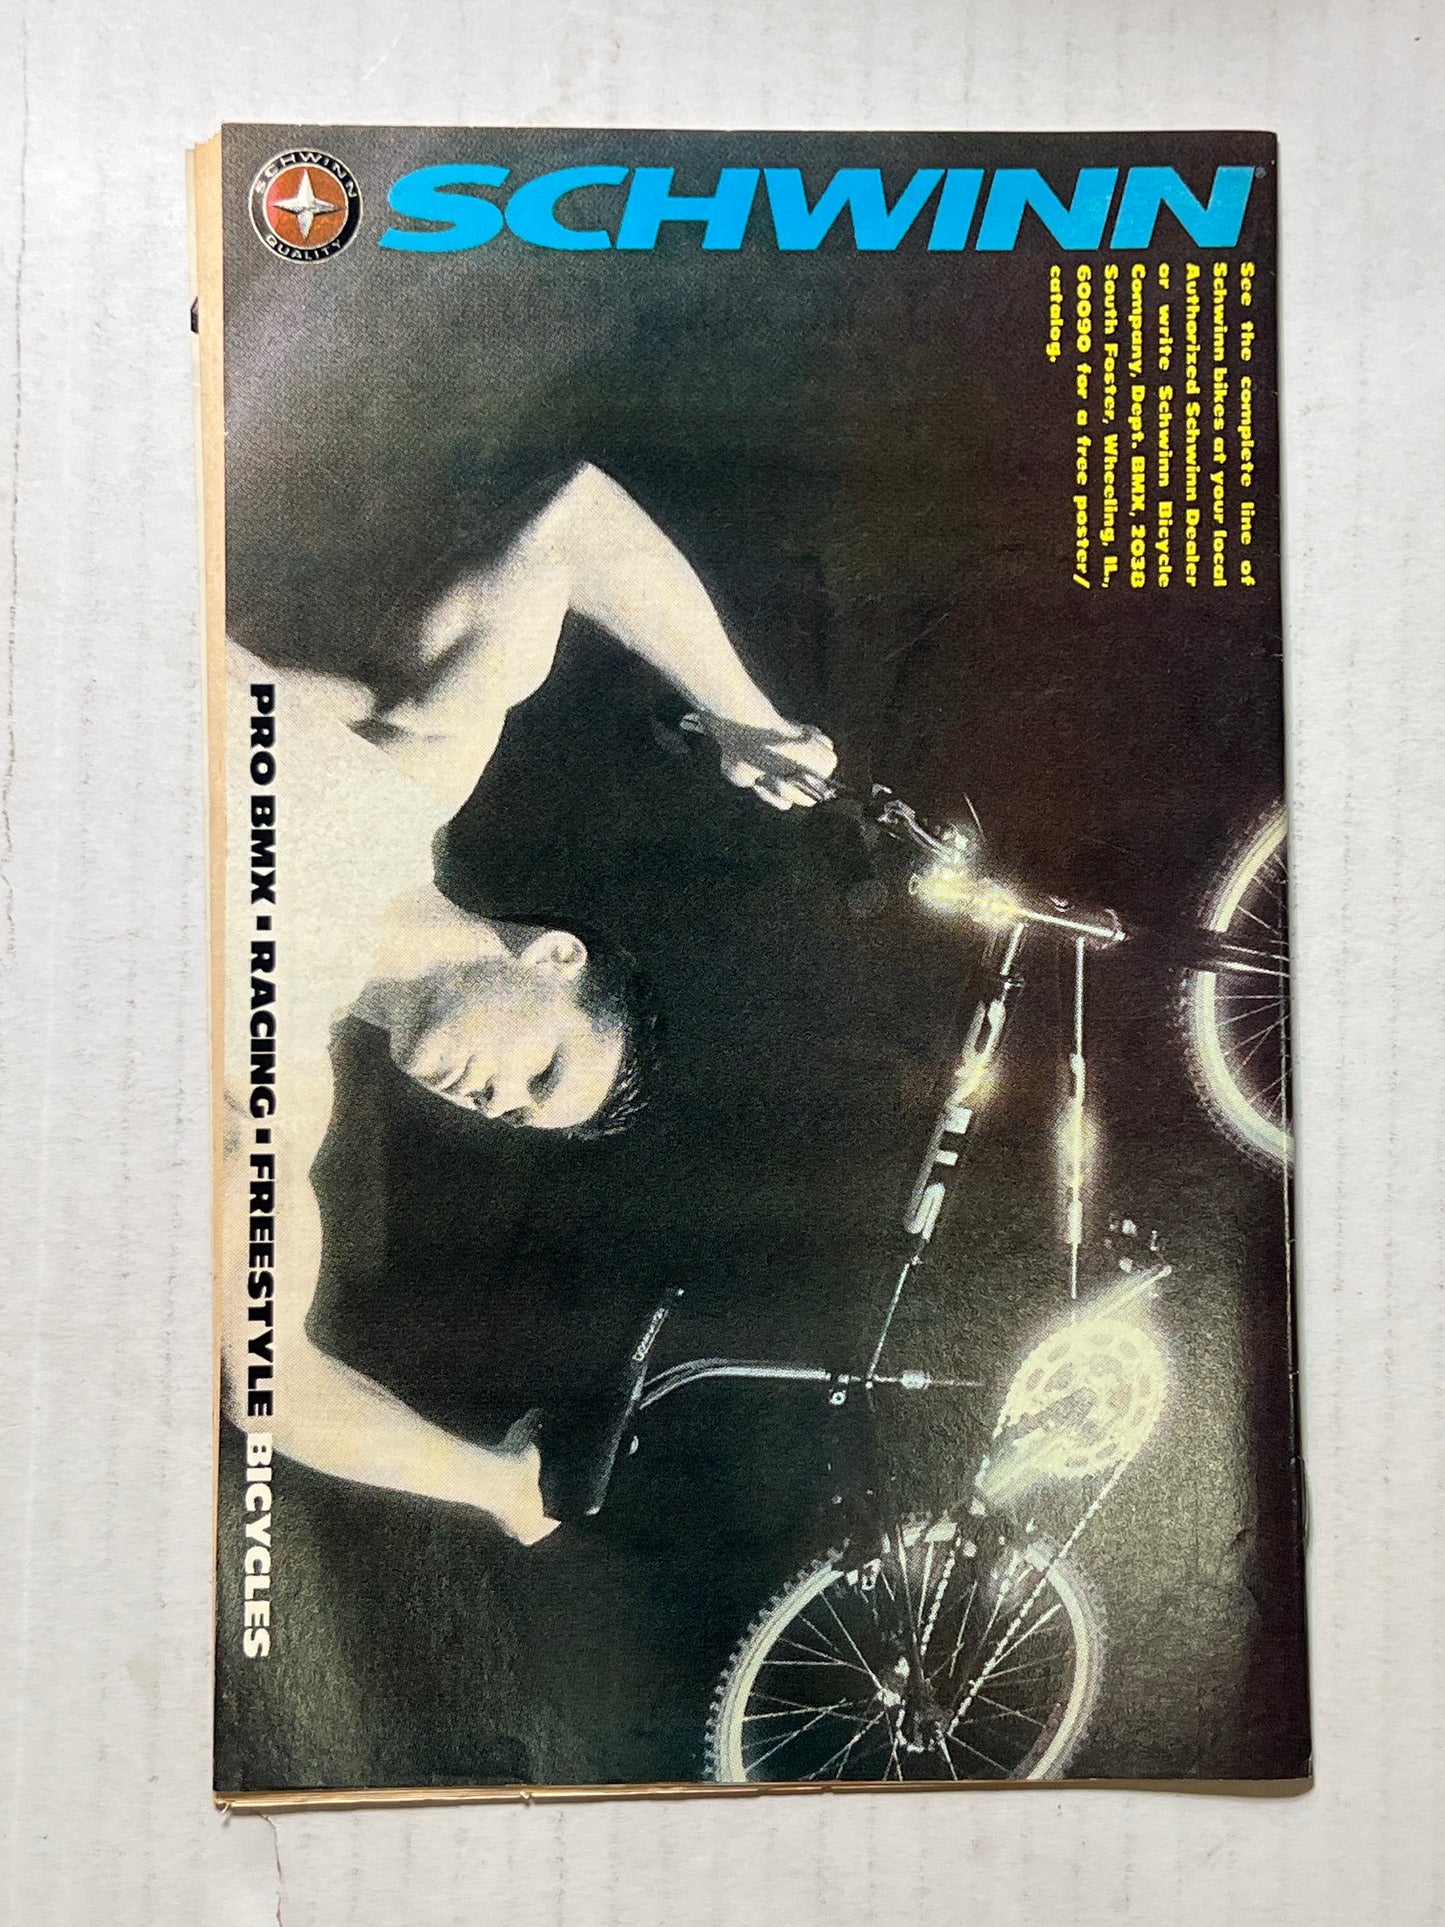 SCHWINN
QUALITY
SCHWINN®
See the complete line of
Schwinn bikes at your local
Authorized Schwinn Dealer
or write Schwinn Bicycle
Company, Dept. BMX, 2038
South Foster, Wheeling, IL.,
60090 for a free poster/
catalog.
PRO BMX ▪ RACING ▪ FREESTYLE BICYCLES